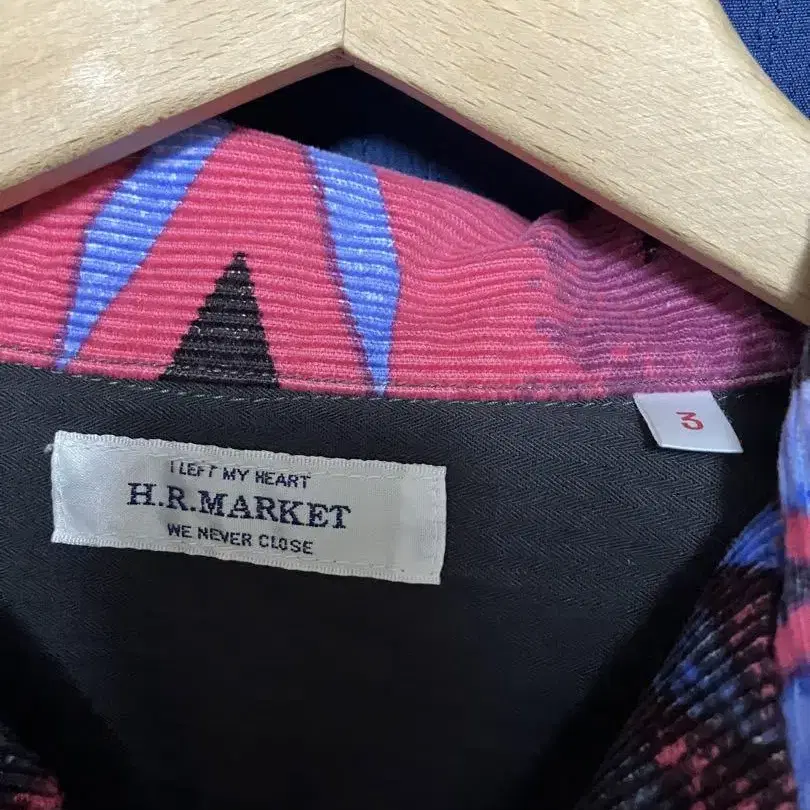 I LEFT MY HEART
H.R.MARKET
WE NEVER CLOSE
3